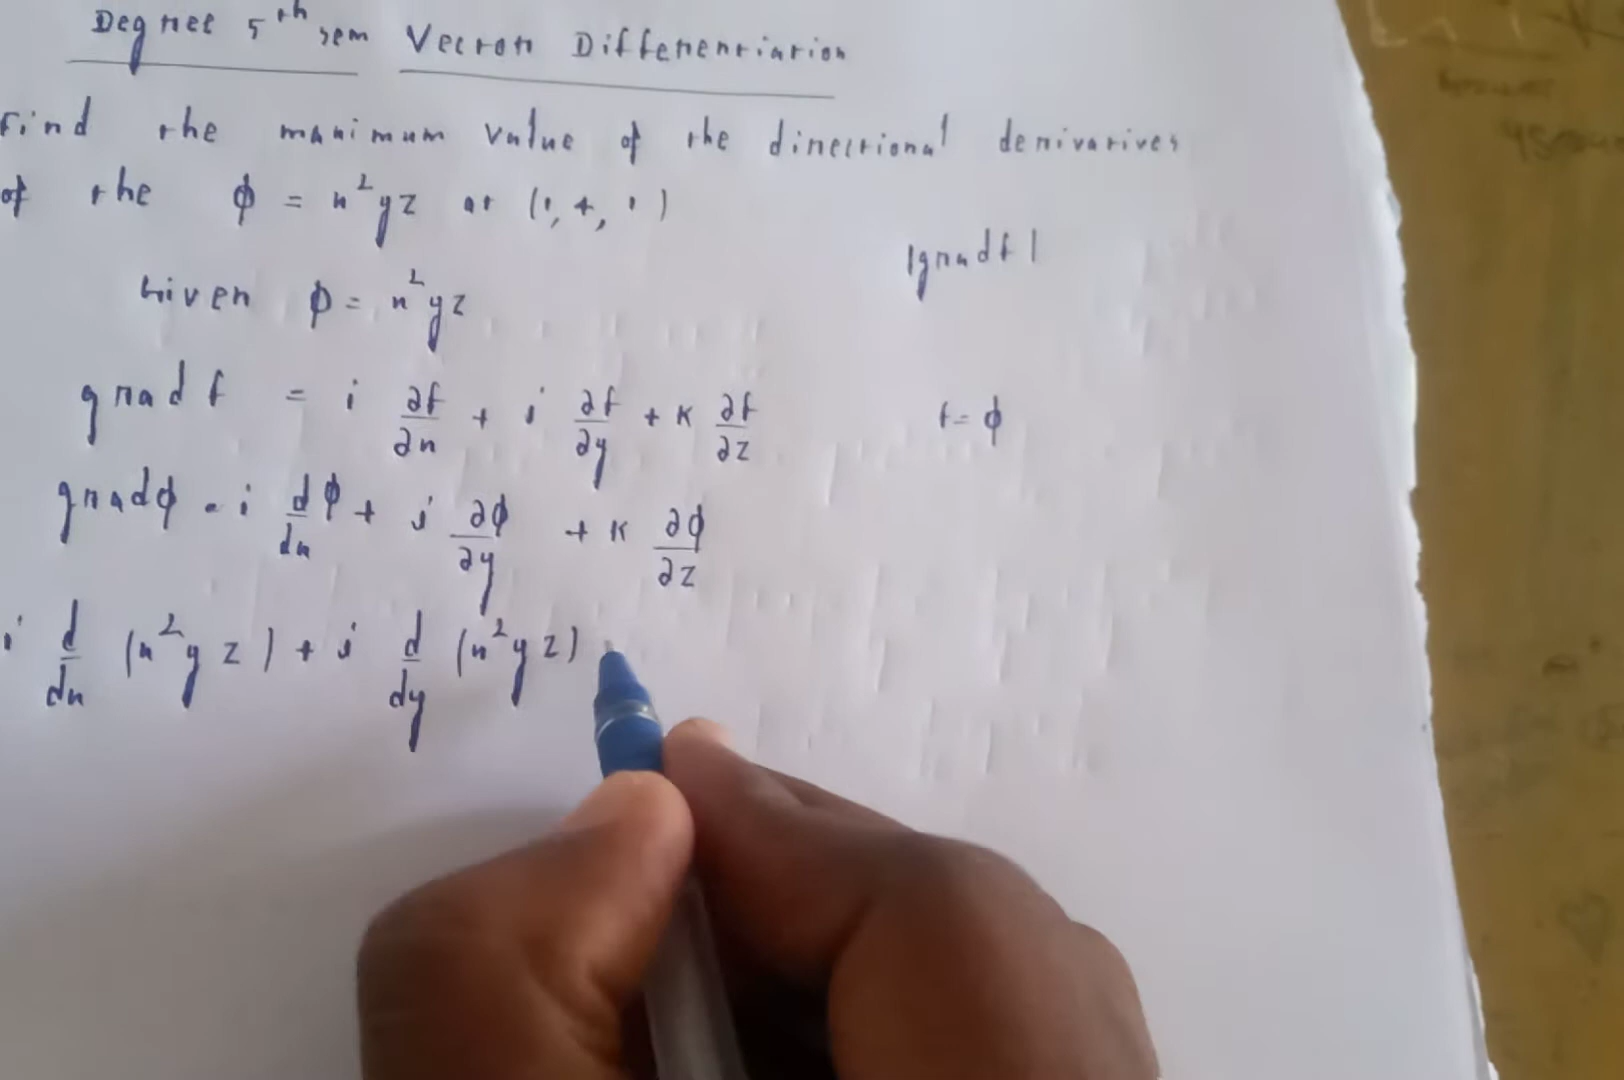 Degree 5th sem Vector Differentiation
Find the maximum value of the directional derivatives
of the ϕ = x²yz at (1, 4, 1)
|grad f|
Given ϕ = x²yz
grad f = i ∂f/∂x + j ∂f/∂y + k ∂f/∂z f = ϕ
gradϕ = i d/dx ϕ + j ∂ϕ/∂y + k ∂ϕ/∂z
i d/dx (x²yz) + j d/dy (x²yz)